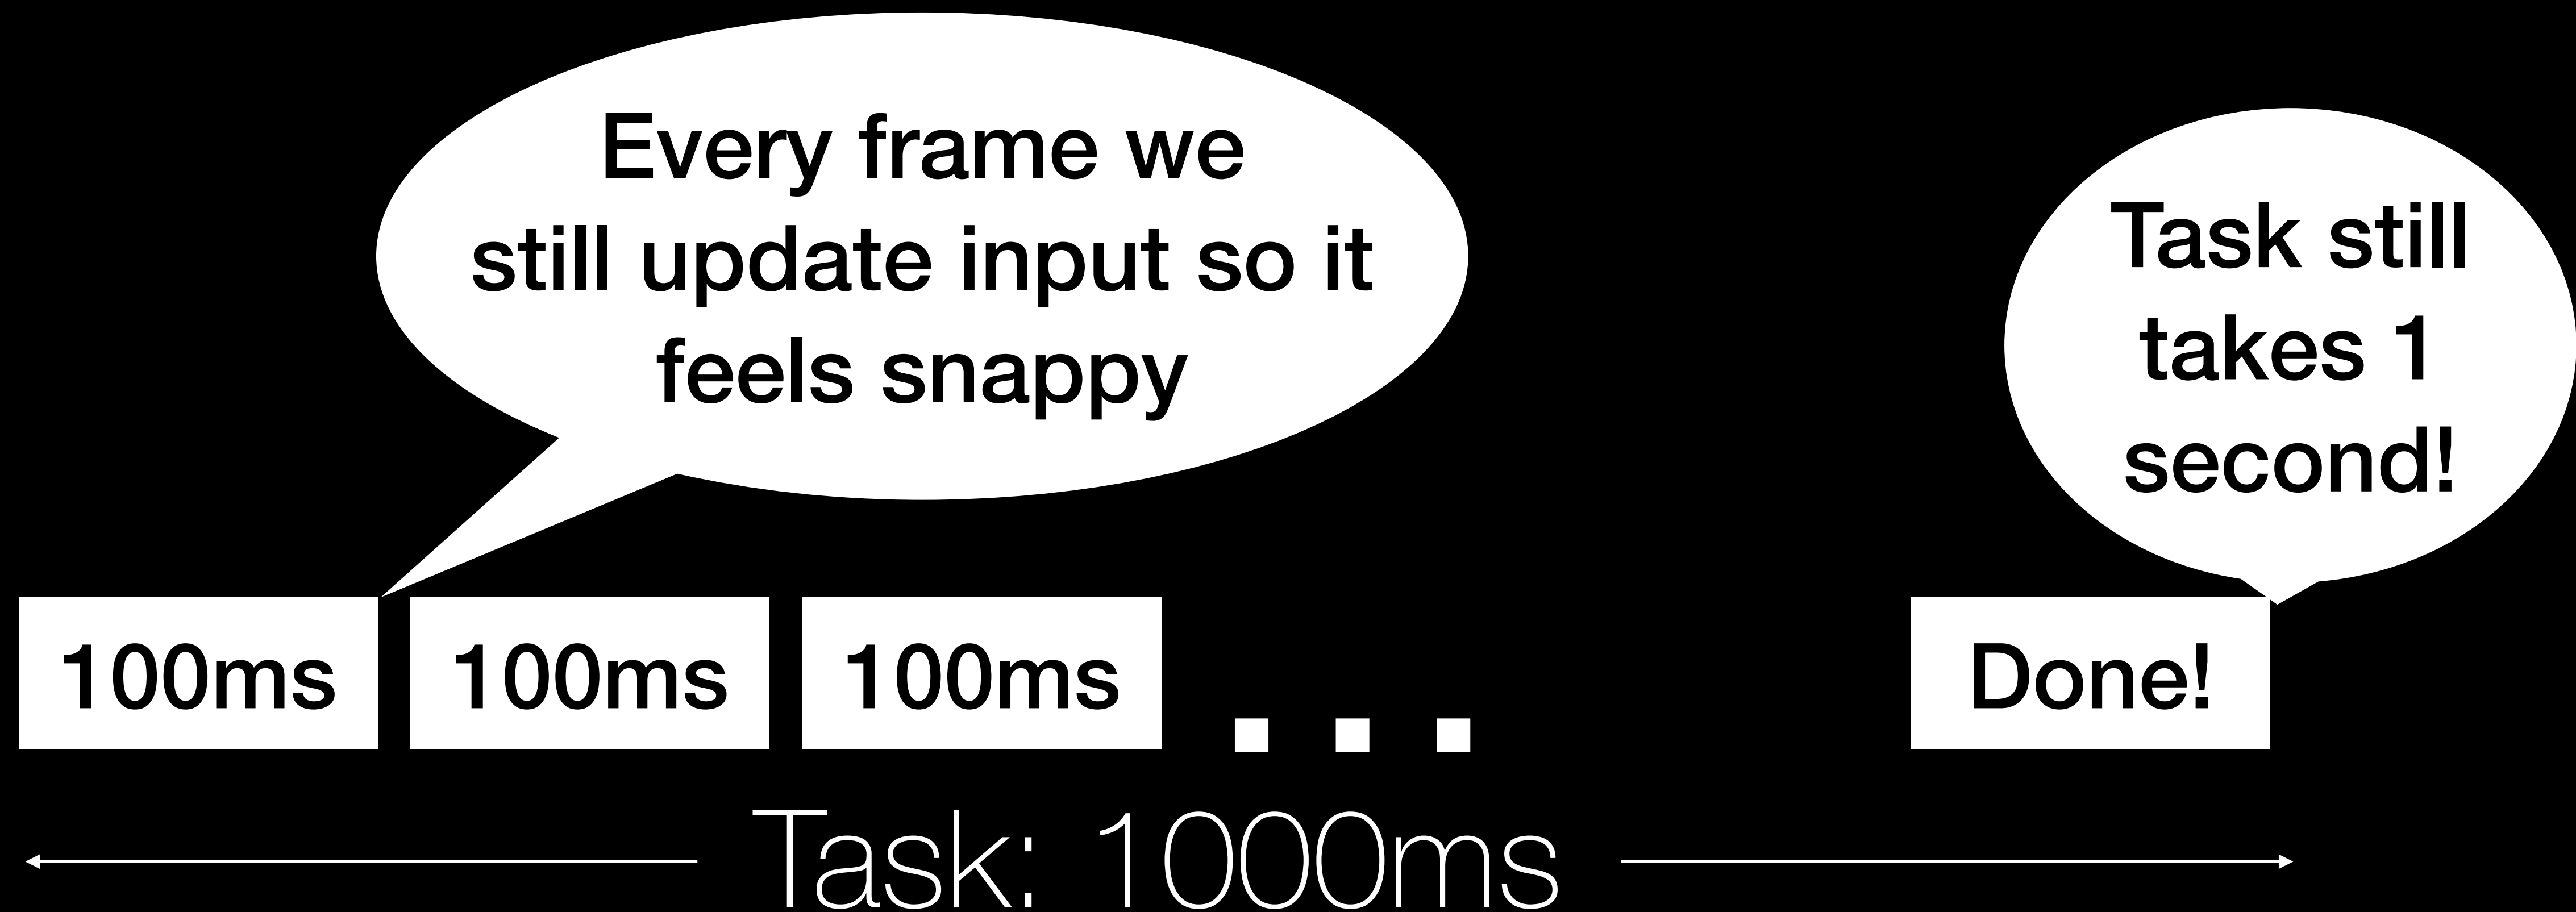 Every frame we
still update input so it
feels snappy
Task still
takes 1
second!
100ms
100ms
100ms
...
Done!
Task: 1000ms